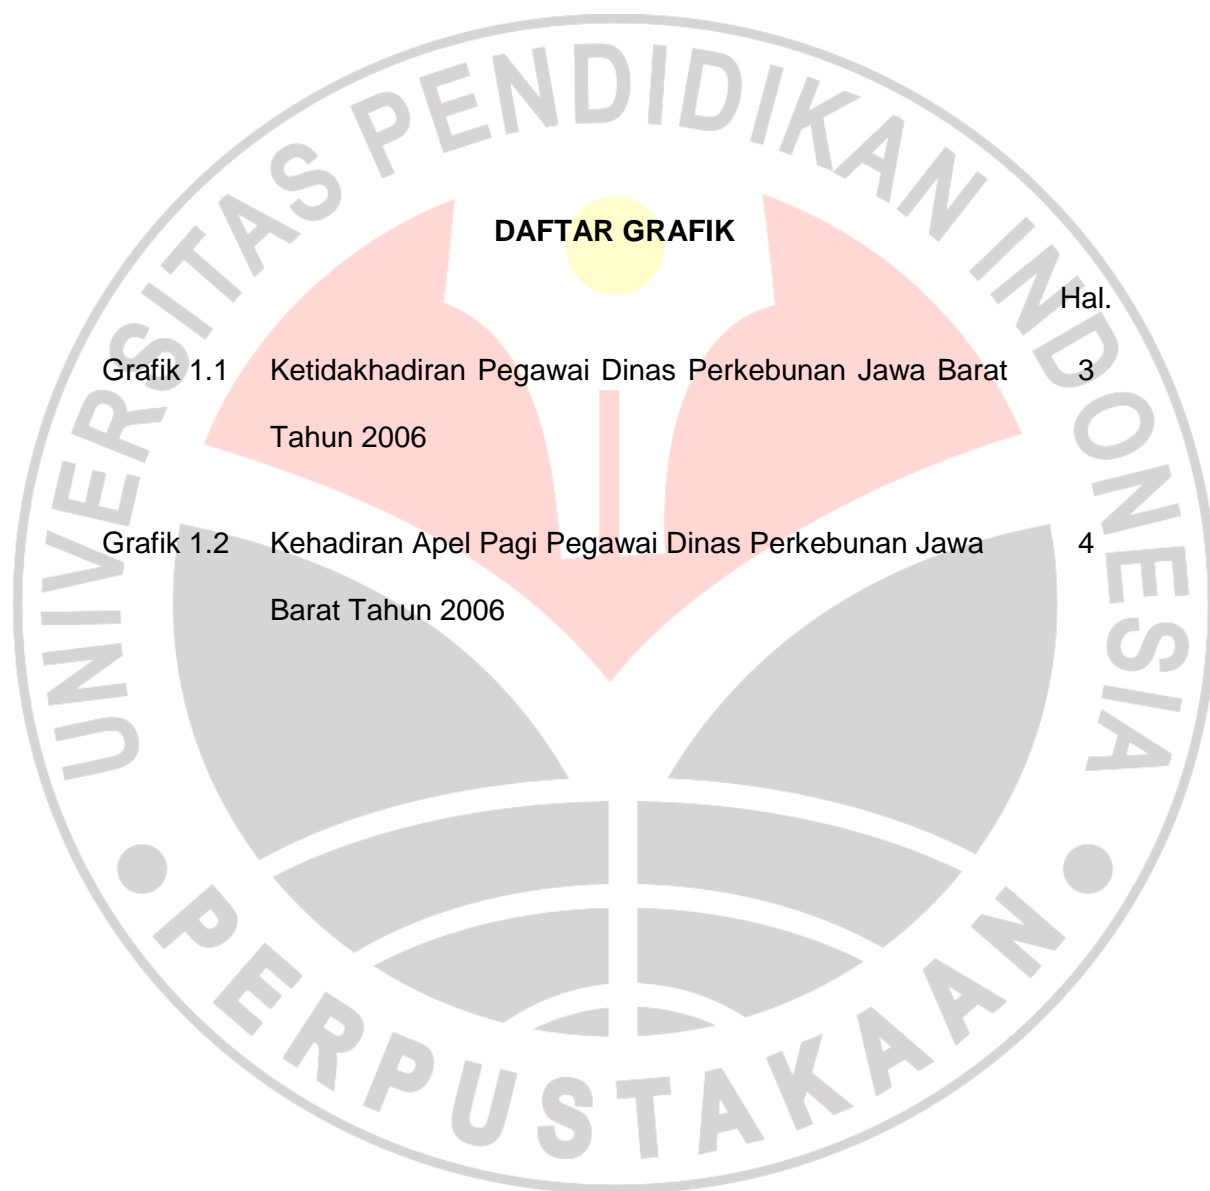 UNIVERSITAS PENDIDIKAN INDONESIA
DAFTAR GRAFIK
Hal.
Grafik 1.1 Ketidakhadiran Pegawai Dinas Perkebunan Jawa Barat 3
Tahun 2006
Grafik 1.2 Kehadiran Apel Pagi Pegawai Dinas Perkebunan Jawa 4
Barat Tahun 2006
PERPUSTAKAAN